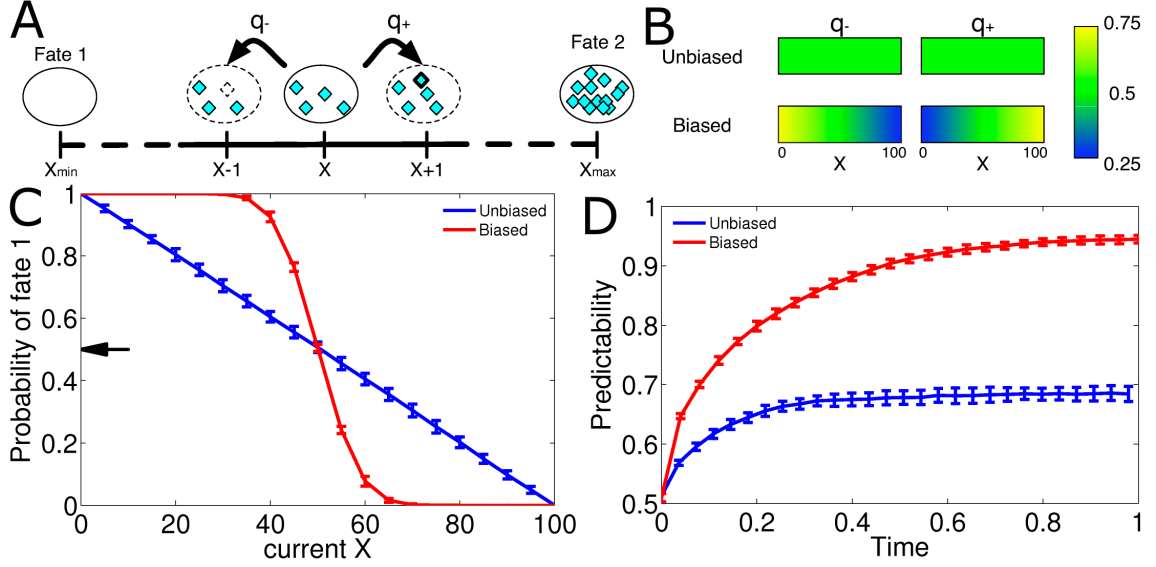 A
Fate 1
q-
q+
Fate 2
Xmin
X-1
X
X+1
Xmax
B
q-
q+
Unbiased
Biased
0
100
X
0
100
X
0.75
0.5
0.25
C
Probability of fate 1
1
0.8
0.6
0.4
0.2
0
0
20
40
60
80
100
current X
Unbiased
Biased
D
Predictability
1
0.9
0.8
0.7
0.6
0.5
0
0.2
0.4
0.6
0.8
1
Time
Unbiased
Biased